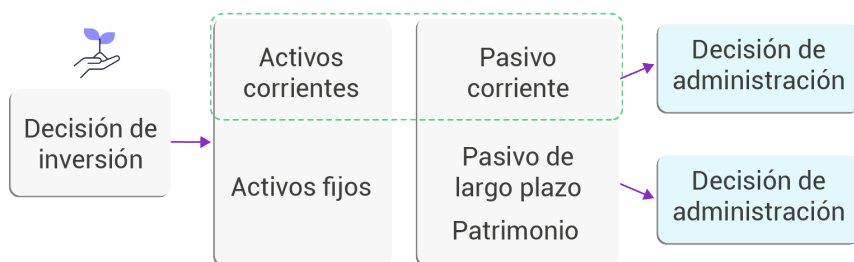 Decisión de
inversión
Activos
corrientes
Activos fijos
Pasivo
corriente
Pasivo de
largo plazo
Patrimonio
Decisión de
administración
Decisión de
administración